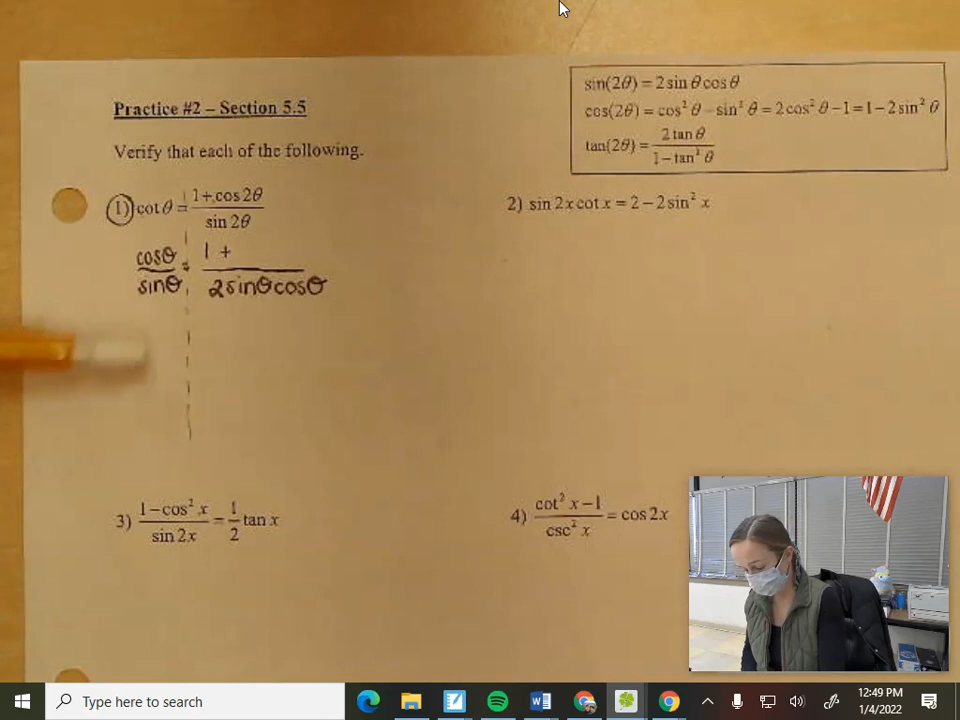 sin(2θ) = 2 sin θ cos θ
cos(2θ) = cos² θ − sin² θ = 2cos² θ − 1 = 1 − 2sin² θ
tan(2θ) = 2 tan θ / 1 − tan² θ
Practice #2 – Section 5.5
Verify that each of the following.
1) cot θ = 1 + cos 2θ / sin 2θ
cosθ / sinθ = 1 + / 2sinθcosθ
2) sin 2x cot x = 2 − 2sin² x
3) 1 − cos² x / sin 2x = 1/2 tan x
4) cot² x − 1 / csc² x = cos 2x
Type here to search
12:49 PM
1/4/2022